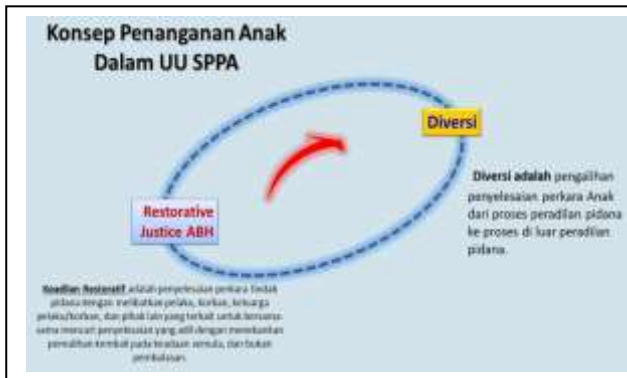 Konsep Penanganan Anak
Dalam UU SPPA
Diversi
Restorative
Justice ABH
Diversi adalah pengalihan
penyelesaian perkara Anak
dari proses peradilan pidana
ke proses di luar peradilan
pidana.
Keadilan Restoratif adalah penyelesaian perkara tindak
pidana dengan melibatkan pelaku, korban, keluarga
pelaku/korban, dan pihak lain yang terkait untuk bersama-
sama mencari penyelesaian yang adil dengan menekankan
pemulihan kembali pada keadaan semula, dan bukan
pembalasan.